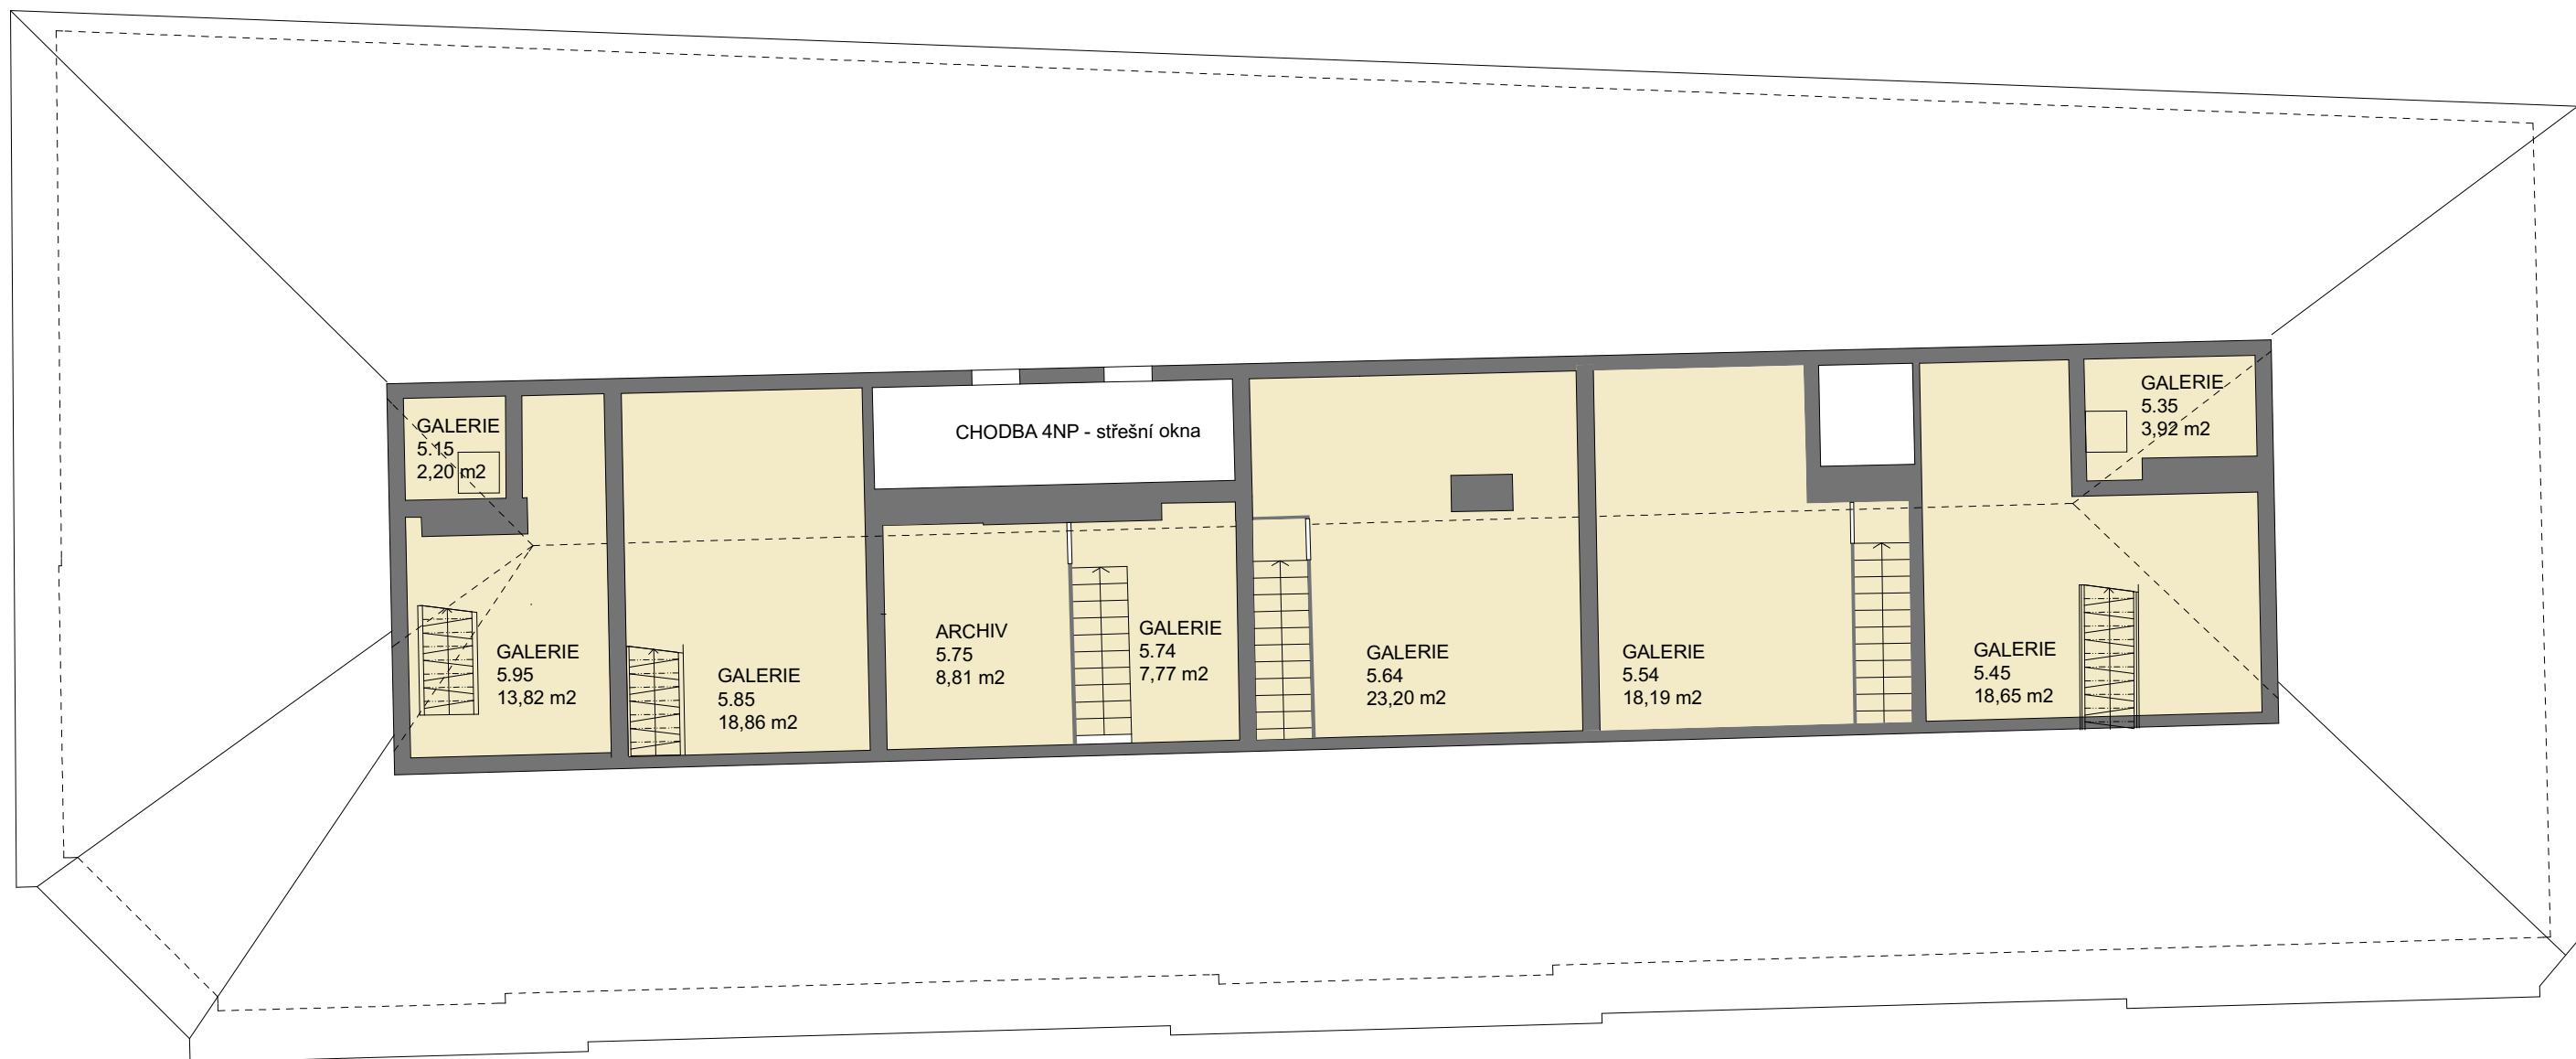 GALERIE
5.15
2,20 m2
CHODBA 4NP - střešní okna
GALERIE
5.35
3,92 m2
GALERIE
5.95
13,82 m2
GALERIE
5.85
18,86 m2
ARCHIV
5.75
8,81 m2
GALERIE
5.74
7,77 m2
GALERIE
5.64
23,20 m2
GALERIE
5.54
18,19 m2
GALERIE
5.45
18,65 m2